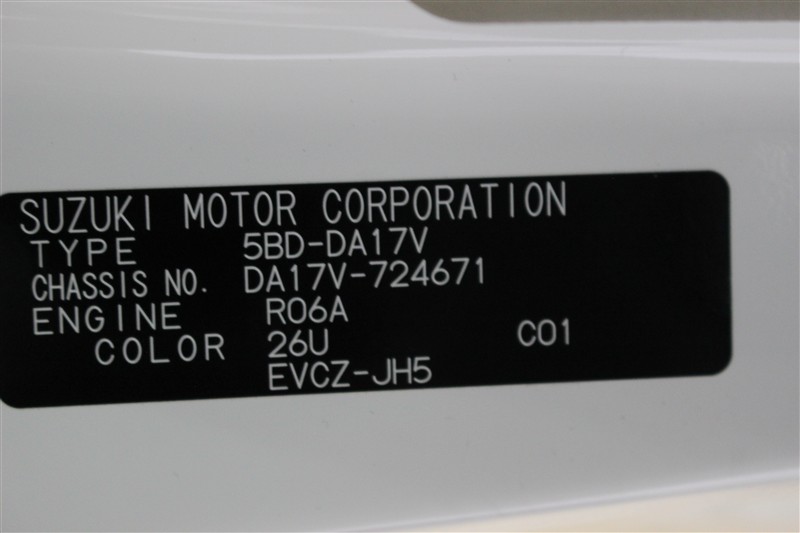 SUZUKI MOTOR CORPORATION
TYPE 5BD-DA17V
CHASSIS NO. DA17V-724671
ENGINE R06A
COLOR 26U C01
EVCZ-JH5